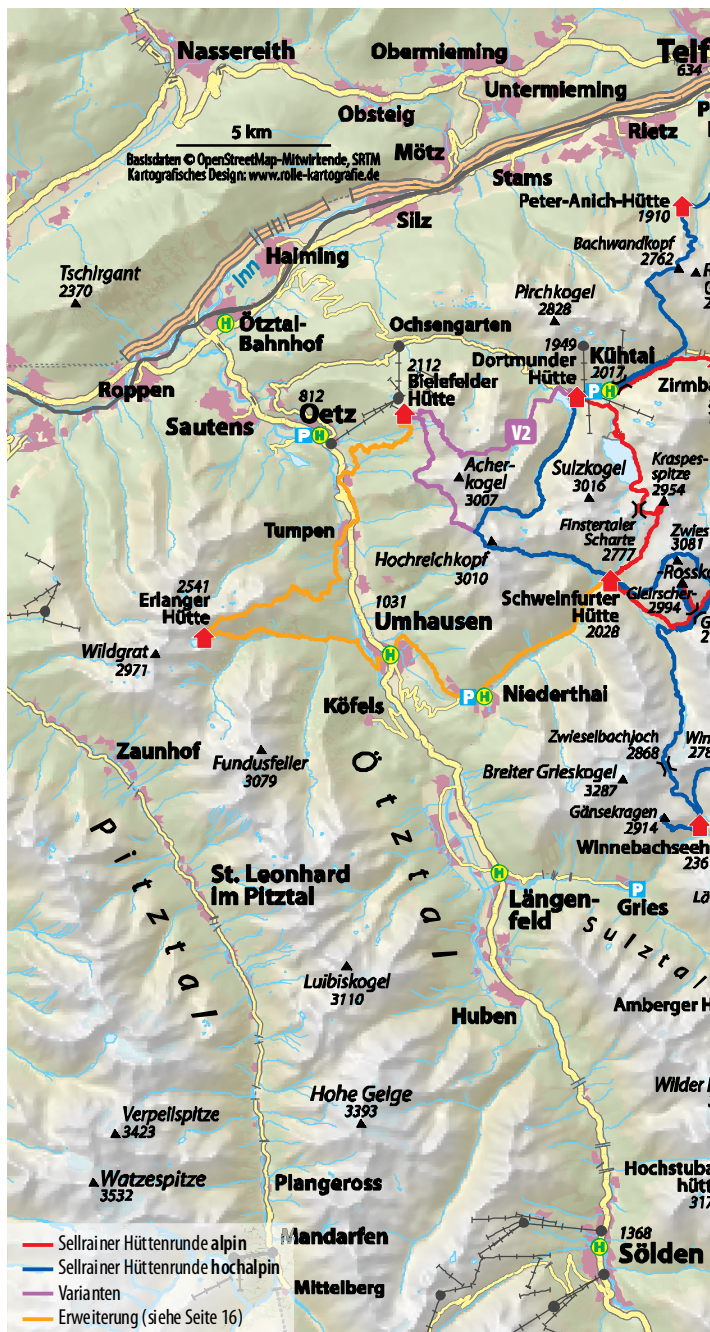 Nassereith
Obermieming
Telf
634
Untermieming
Obsteig
5 km
Basisdaten © OpenStreetMap-Mitwirkende, SRTM
Kartografisches Design: www.rolle-kartografie.de
Mötz
Rietz
Stams
Peter-Anich-Hütte
1910
Silz
Bachwandkopf
2762
Haiming
Inn
Tschirgant
2370
Pirchkogel
2828
H
Ötztal-
Bahnhof
Ochsengarten
1949
Kühtai
2017
P H
Dortmunder
Hütte
2112
Bielefelder
Hütte
Zirmba
Roppen
812
Oetz
P H
Sautens
V2
Acher-
kogel
3007
Sulzkogel
3016
Kraspes-
spitze
2954
Finstertaler
Scharte
2777
Tumpen
Hochreichkopf
3010
Zwies
3081
Rossko
Gleirscher-
2994
2541
Erlanger
Hütte
1031
Umhausen
H
Schweinfurter
Hütte
2028
Wildgrat
2971
P H
Niederthai
Köfels
Zaunhof
Fundusfeiler
3079
Zwieselbachjoch
2868
Win
278
Breiter Grieskogel
3287
Gänsekragen
2914
Winnebachseeh
236
Ötztal
Pitztal
St. Leonhard
im Pitztal
H
Längen-
feld
P
Gries
Sulztal
Luibiskogel
3110
Huben
Amberger H
Hohe Geige
3393
Wilder
Verpeilspitze
3423
Watzespitze
3532
Plangeross
Hochstuba
hütt
317
Mandarfen
1368
H
Sölden
Mittelberg
Sellrainer Hüttenrunde alpin
Sellrainer Hüttenrunde hochalpin
Varianten
Erweiterung (siehe Seite 16)